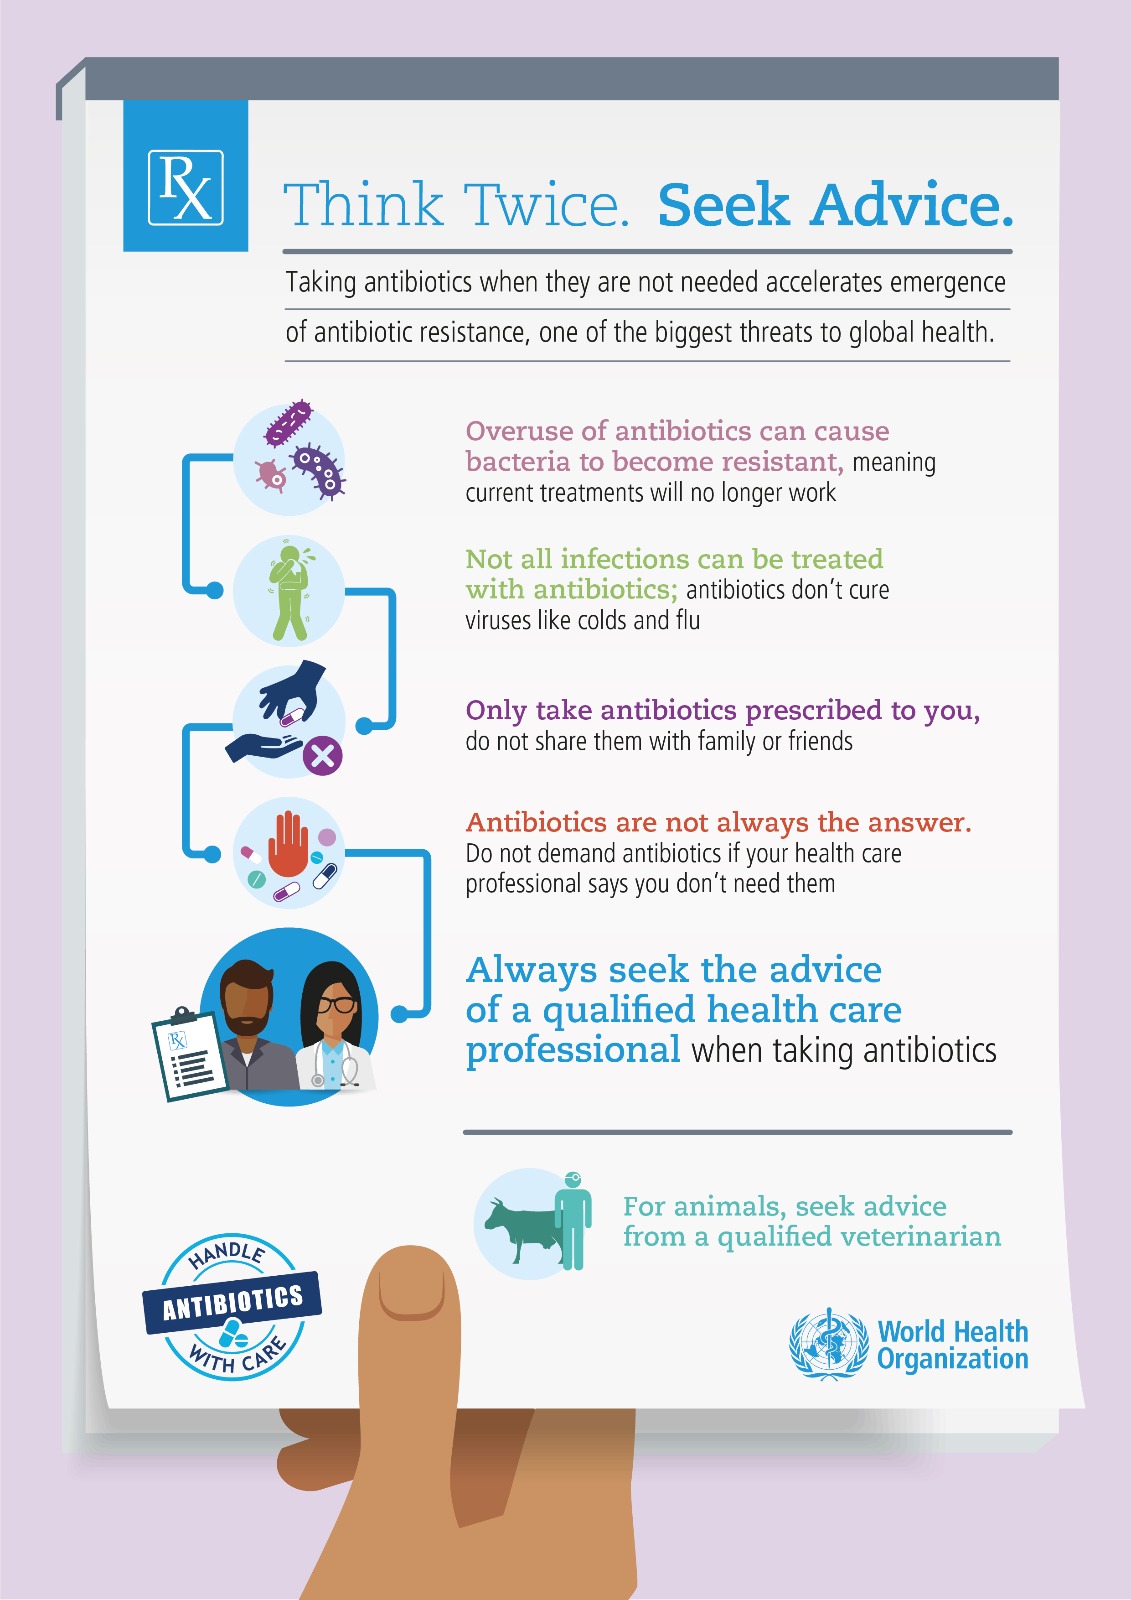 Rx
Think Twice. Seek Advice.
Taking antibiotics when they are not needed accelerates emergence
of antibiotic resistance, one of the biggest threats to global health.
Overuse of antibiotics can cause
bacteria to become resistant, meaning
current treatments will no longer work
Not all infections can be treated
with antibiotics; antibiotics don't cure
viruses like colds and flu
Only take antibiotics prescribed to you,
do not share them with family or friends
Antibiotics are not always the answer.
Do not demand antibiotics if your health care
professional says you don't need them
Rx
Always seek the advice
of a qualified health care
professional when taking antibiotics
For animals, seek advice
from a qualified veterinarian
HANDLE
ANTIBIOTICS
WITH CARE
World Health
Organization